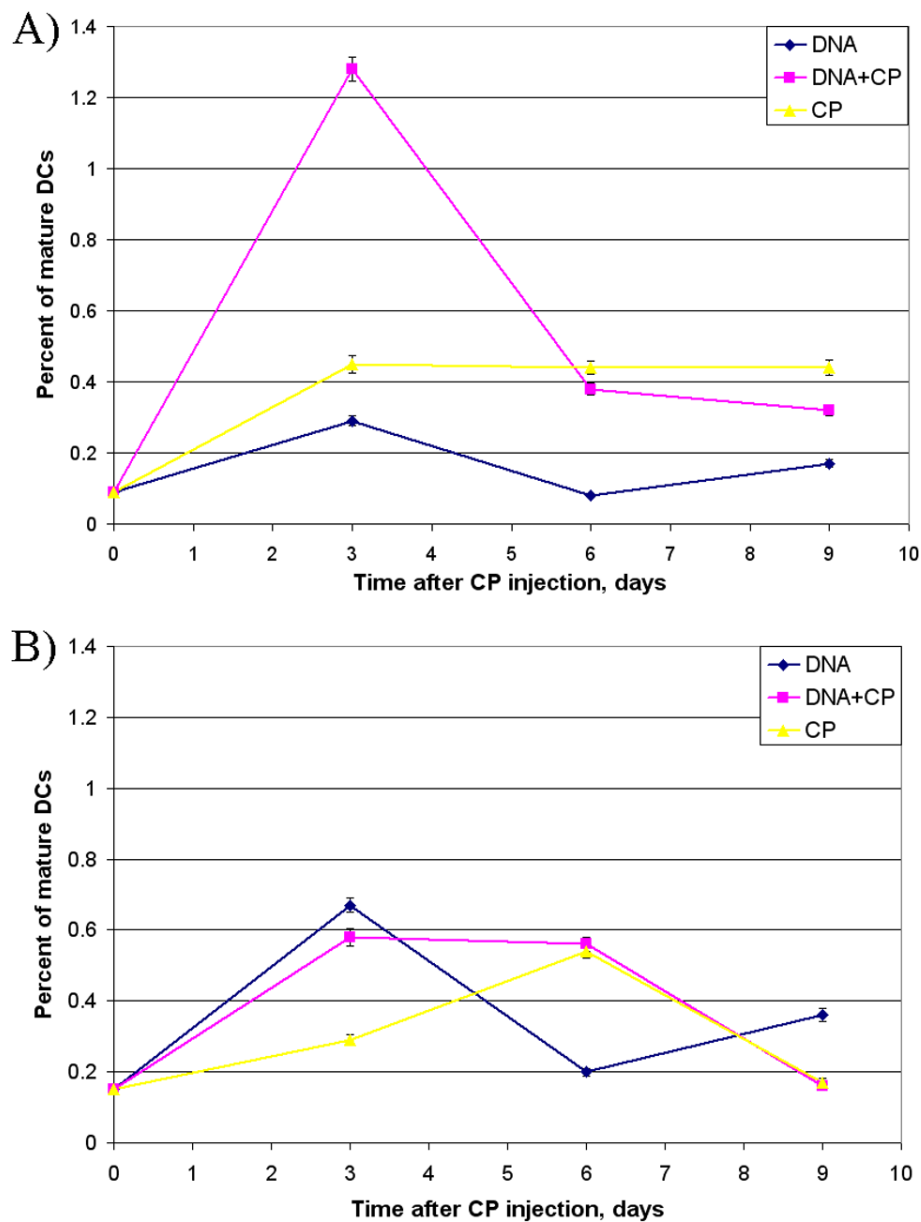 A)
DNA
DNA+CP
CP
Percent of mature DCs
1.4
1.2
1
0.8
0.6
0.4
0.2
0
0 1 2 3 4 5 6 7 8 9 10
Time after CP injection, days
B)
DNA
DNA+CP
CP
Percent of mature DCs
1.4
1.2
1
0.8
0.6
0.4
0.2
0
0 1 2 3 4 5 6 7 8 9 10
Time after CP injection, days